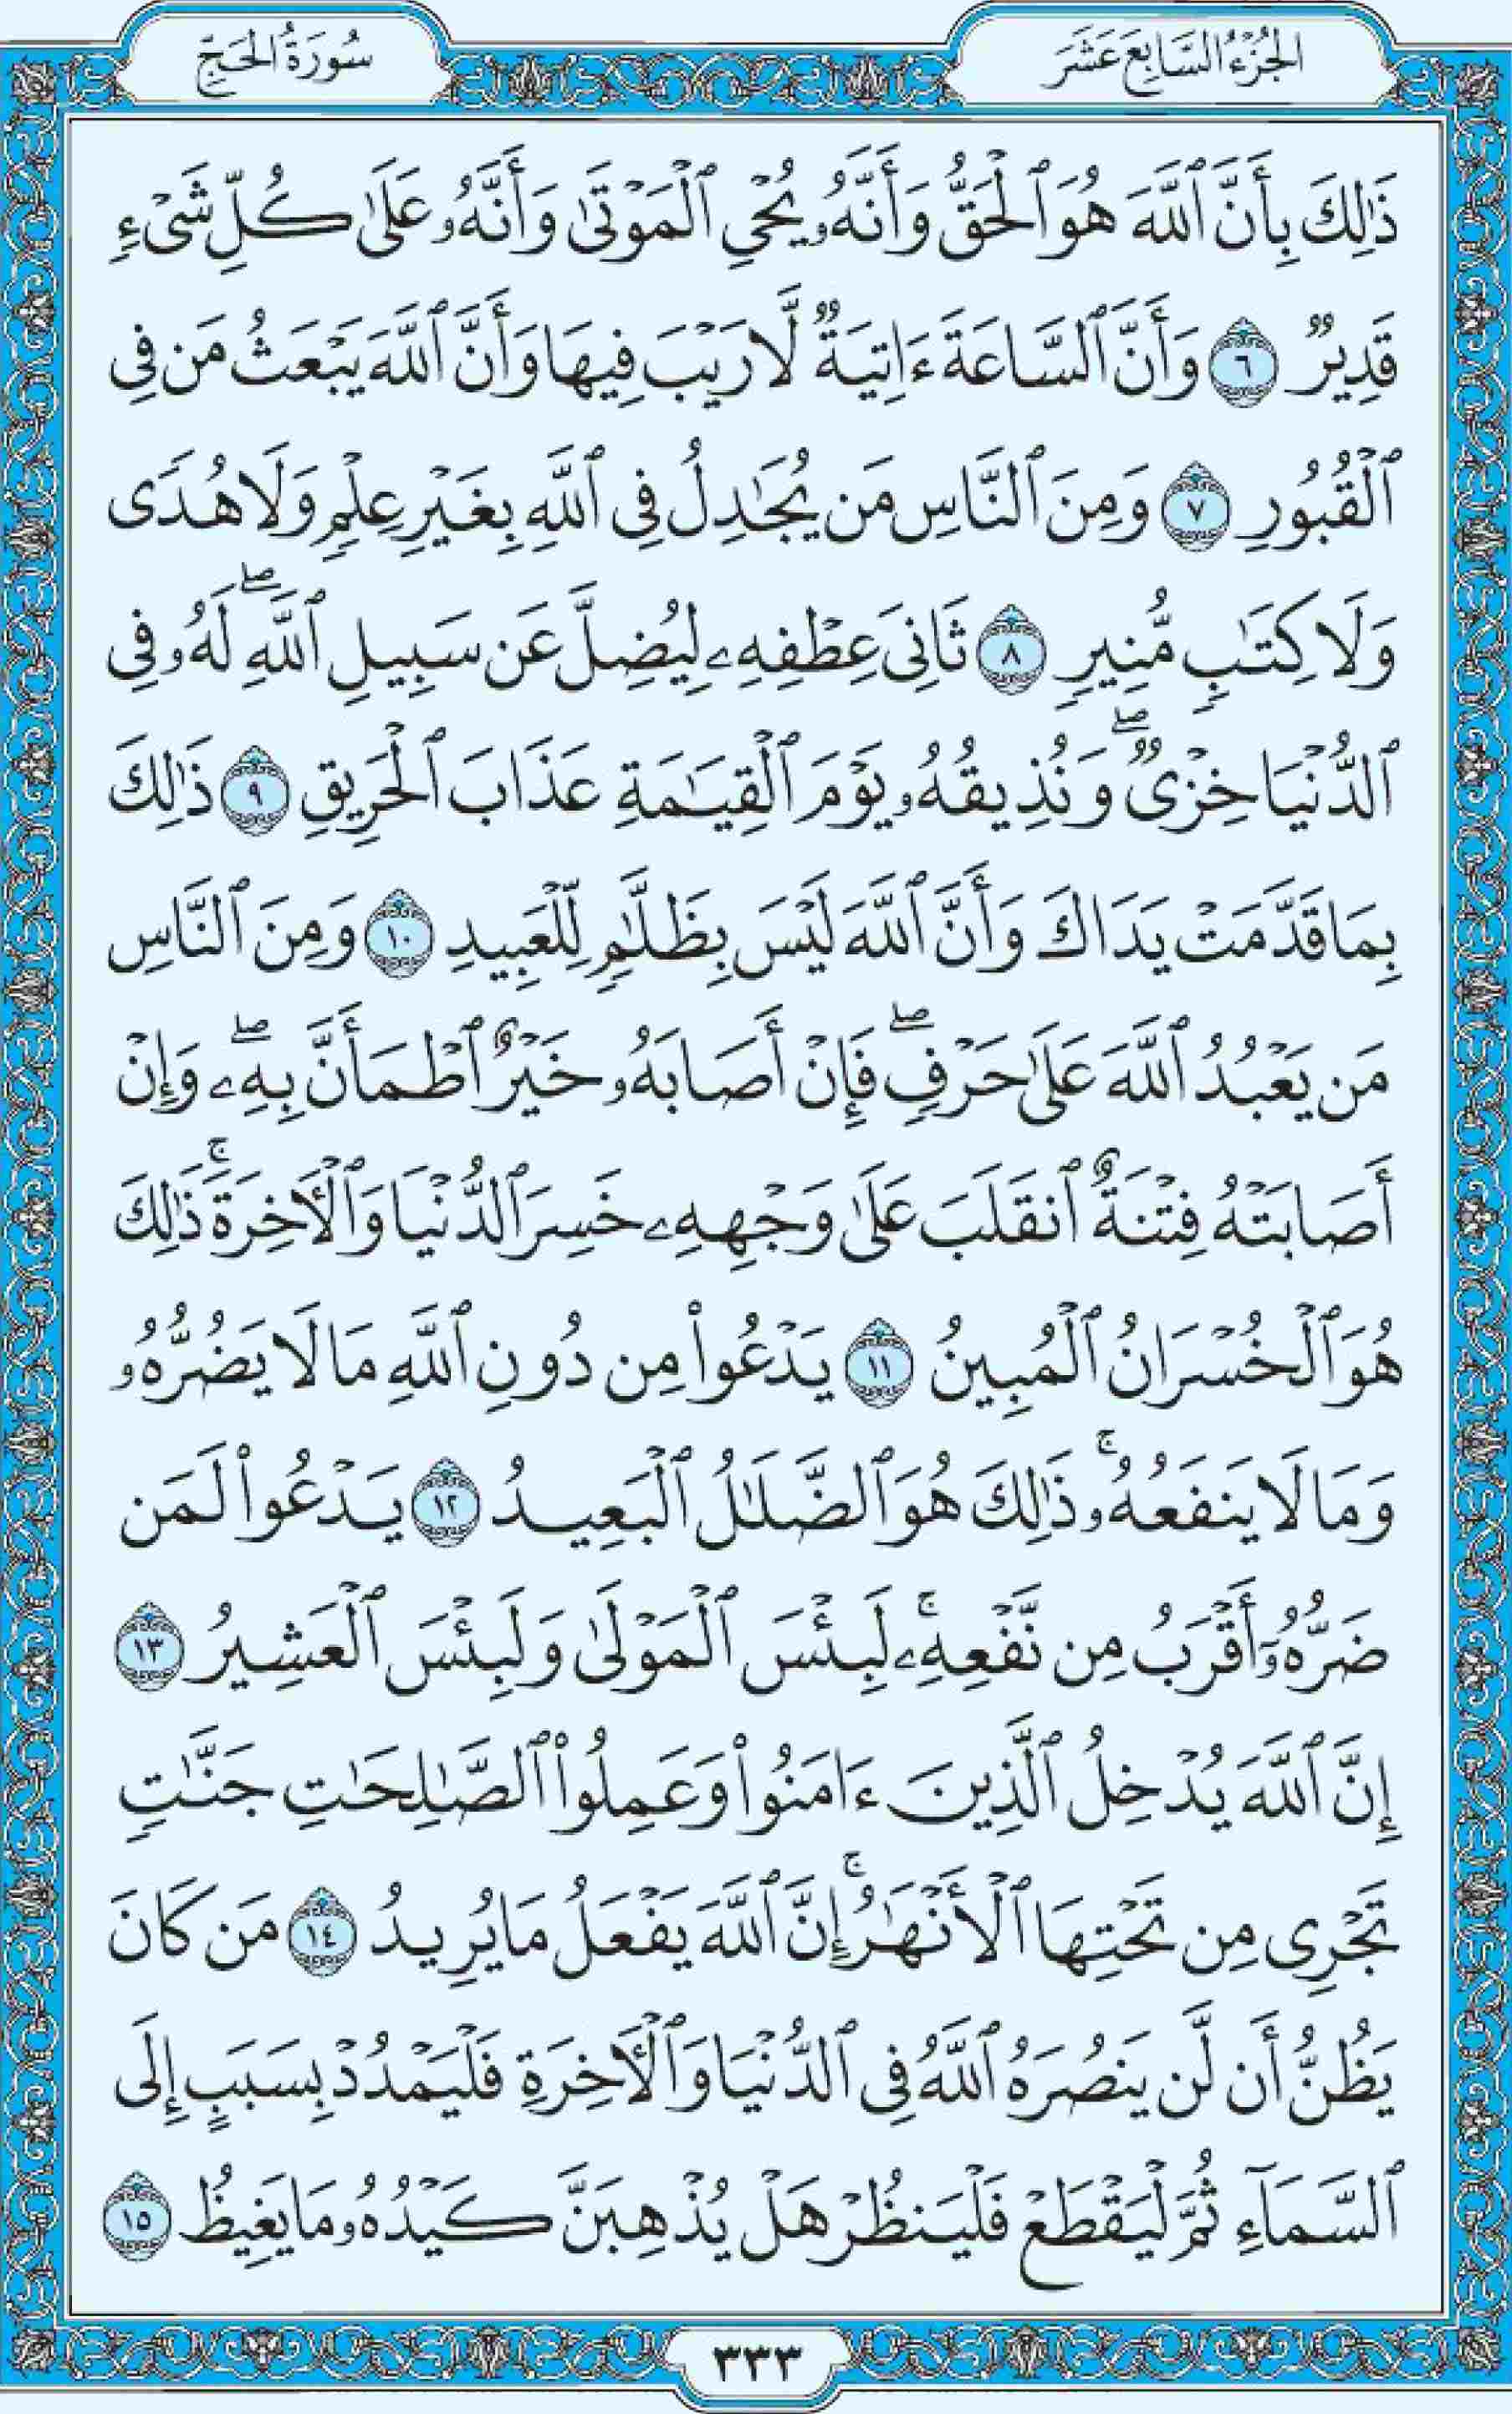 الجُزْءُ السَّابِعَ عَشَرَ
سُورَةُ الحَجّ
ذَٰلِكَ بِأَنَّ ٱللَّهَ هُوَ ٱلْحَقُّ وَأَنَّهُۥ يُحْىِ ٱلْمَوْتَىٰ وَأَنَّهُۥ عَلَىٰ كُلِّ شَىْءٍ
قَدِيرٌ ٦ وَأَنَّ ٱلسَّاعَةَ ءَاتِيَةٌ لَّا رَيْبَ فِيهَا وَأَنَّ ٱللَّهَ يَبْعَثُ مَن فِى
ٱلْقُبُورِ ٧ وَمِنَ ٱلنَّاسِ مَن يُجَـٰدِلُ فِى ٱللَّهِ بِغَيْرِ عِلْمٍ وَلَا هُدًى
وَلَا كِتَـٰبٍ مُّنِيرٍ ٨ ثَانِىَ عِطْفِهِۦ لِيُضِلَّ عَن سَبِيلِ ٱللَّهِ ۖ لَهُۥ فِى
ٱلدُّنْيَا خِزْىٌ ۖ وَنُذِيقُهُۥ يَوْمَ ٱلْقِيَـٰمَةِ عَذَابَ ٱلْحَرِيقِ ٩ ذَٰلِكَ
بِمَا قَدَّمَتْ يَدَاكَ وَأَنَّ ٱللَّهَ لَيْسَ بِظَلَّـٰمٍ لِّلْعَبِيدِ ١٠ وَمِنَ ٱلنَّاسِ
مَن يَعْبُدُ ٱللَّهَ عَلَىٰ حَرْفٍ ۖ فَإِنْ أَصَابَهُۥ خَيْرٌ ٱطْمَأَنَّ بِهِۦ ۖ وَإِنْ
أَصَابَتْهُ فِتْنَةٌ ٱنقَلَبَ عَلَىٰ وَجْهِهِۦ خَسِرَ ٱلدُّنْيَا وَٱلْـَٔاخِرَةَ ۚ ذَٰلِكَ
هُوَ ٱلْخُسْرَانُ ٱلْمُبِينُ ١١ يَدْعُوا۟ مِن دُونِ ٱللَّهِ مَا لَا يَضُرُّهُۥ
وَمَا لَا يَنفَعُهُۥ ۚ ذَٰلِكَ هُوَ ٱلضَّلَـٰلُ ٱلْبَعِيدُ ١٢ يَدْعُوا۟ لَمَن
ضَرُّهُۥٓ أَقْرَبُ مِن نَّفْعِهِۦ ۚ لَبِئْسَ ٱلْمَوْلَىٰ وَلَبِئْسَ ٱلْعَشِيرُ ١٣
إِنَّ ٱللَّهَ يُدْخِلُ ٱلَّذِينَ ءَامَنُوا۟ وَعَمِلُوا۟ ٱلصَّـٰلِحَـٰتِ جَنَّـٰتٍ
تَجْرِى مِن تَحْتِهَا ٱلْأَنْهَـٰرُ ۚ إِنَّ ٱللَّهَ يَفْعَلُ مَا يُرِيدُ ١٤ مَن كَانَ
يَظُنُّ أَن لَّن يَنصُرَهُ ٱللَّهُ فِى ٱلدُّنْيَا وَٱلْـَٔاخِرَةِ فَلْيَمْدُدْ بِسَبَبٍ إِلَى
ٱلسَّمَآءِ ثُمَّ لْيَقْطَعْ فَلْيَنظُرْ هَلْ يُذْهِبَنَّ كَيْدُهُۥ مَا يَغِيظُ ١٥
٣٣٣